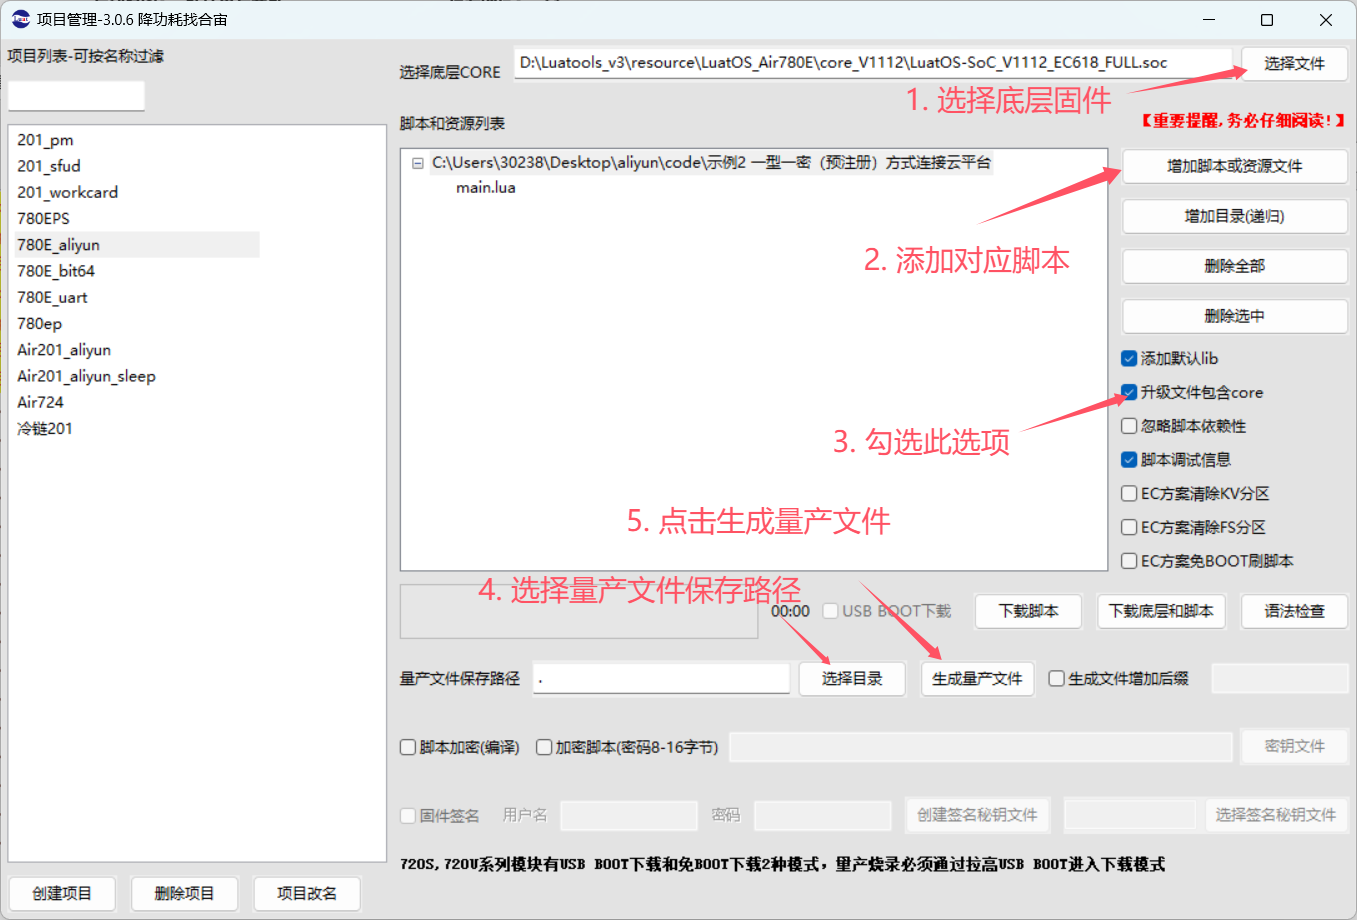 项目管理-3.0.6 降功耗找合宙
项目列表-可按名称过滤
201_pm
201_sfud
201_workcard
780EPS
780E_aliyun
780E_bit64
780E_uart
780ep
Air201_aliyun
Air201_aliyun_sleep
Air724
冷链201
创建项目
删除项目
项目改名
选择底层CORE
D:\Luatools_v3\resource\LuatOS_Air780E\core_V1112\LuatOS-SoC_V1112_EC618_FULL.soc
选择文件
1. 选择底层固件
【重要提醒,务必仔细阅读!】
脚本和资源列表
C:\Users\30238\Desktop\aliyun\code\示例2 一型一密（预注册）方式连接云平台
main.lua
增加脚本或资源文件
增加目录(递归)
2. 添加对应脚本
删除全部
删除选中
添加默认lib
升级文件包含core
忽略脚本依赖性
3. 勾选此选项
脚本调试信息
EC方案清除KV分区
EC方案清除FS分区
EC方案免BOOT刷脚本
5. 点击生成量产文件
4. 选择量产文件保存路径
00:00
USB BOOT下载
下载脚本
下载底层和脚本
语法检查
量产文件保存路径
.
选择目录
生成量产文件
生成文件增加后缀
脚本加密(编译)
加密脚本(密码8-16字节)
密钥文件
固件签名
用户名
密码
创建签名秘钥文件
选择签名秘钥文件
720S,720U系列模块有USB BOOT下载和免BOOT下载2种模式，量产烧录必须通过拉高USB BOOT进入下载模式